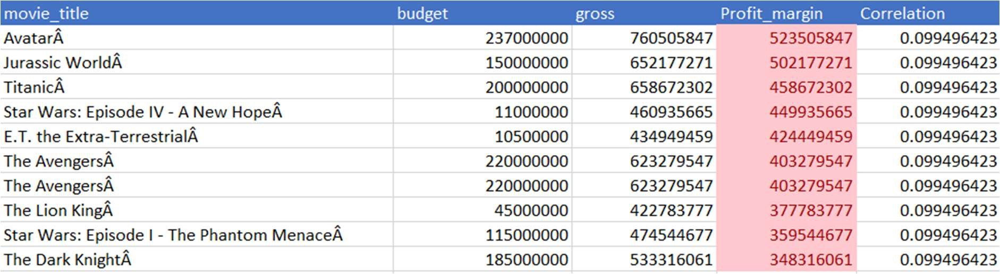 movie_title budget gross Profit_margin Correlation
AvatarÂ 237000000 760505847 523505847 0.099496423
Jurassic WorldÂ 150000000 652177271 502177271 0.099496423
TitanicÂ 200000000 658672302 458672302 0.099496423
Star Wars: Episode IV - A New HopeÂ 11000000 460935665 449935665 0.099496423
E.T. the Extra-TerrestrialÂ 10500000 434949459 424449459 0.099496423
The AvengersÂ 220000000 623279547 403279547 0.099496423
The AvengersÂ 220000000 623279547 403279547 0.099496423
The Lion KingÂ 45000000 422783777 377783777 0.099496423
Star Wars: Episode I - The Phantom MenaceÂ 115000000 474544677 359544677 0.099496423
The Dark KnightÂ 185000000 533316061 348316061 0.099496423